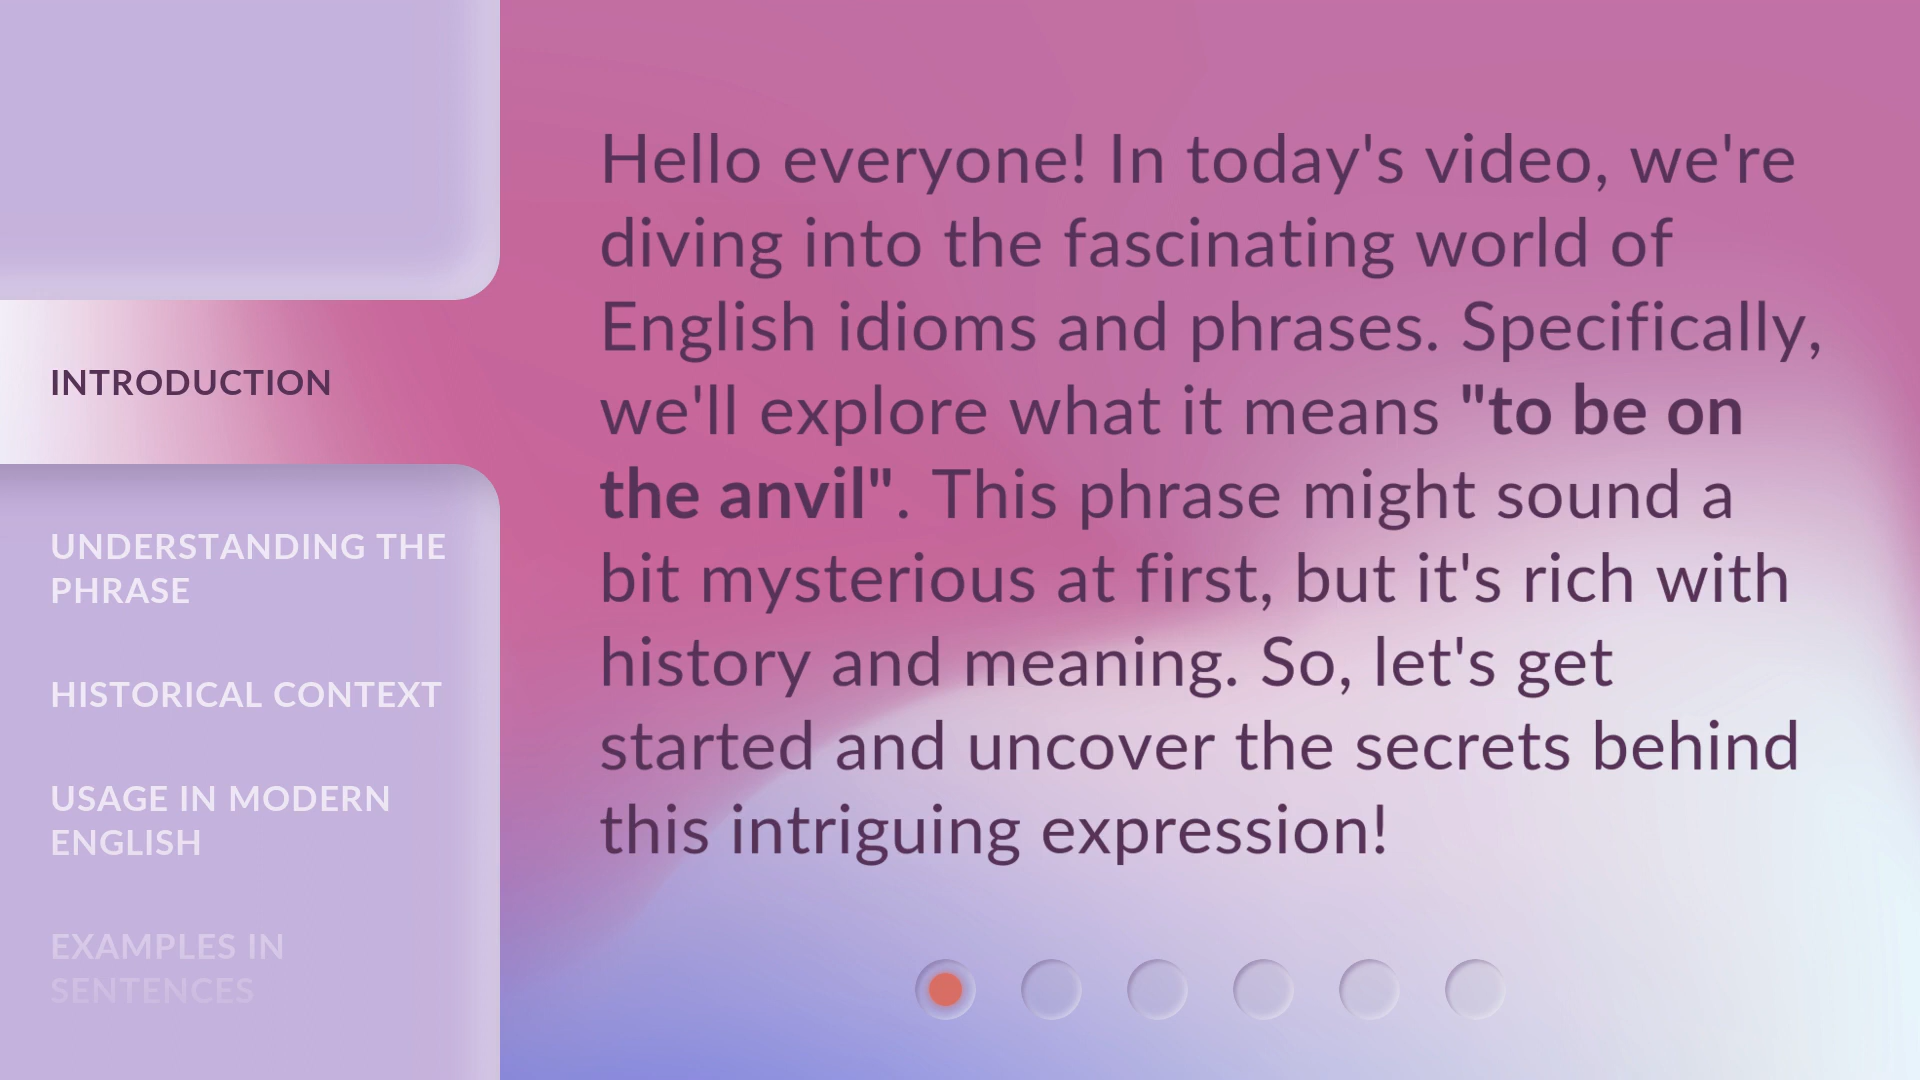 INTRODUCTION
UNDERSTANDING THE
PHRASE
HISTORICAL CONTEXT
USAGE IN MODERN
ENGLISH
EXAMPLES IN
SENTENCES
Hello everyone! In today's video, we're
diving into the fascinating world of
English idioms and phrases. Specifically,
we'll explore what it means "to be on
the anvil". This phrase might sound a
bit mysterious at first, but it's rich with
history and meaning. So, let's get
started and uncover the secrets behind
this intriguing expression!